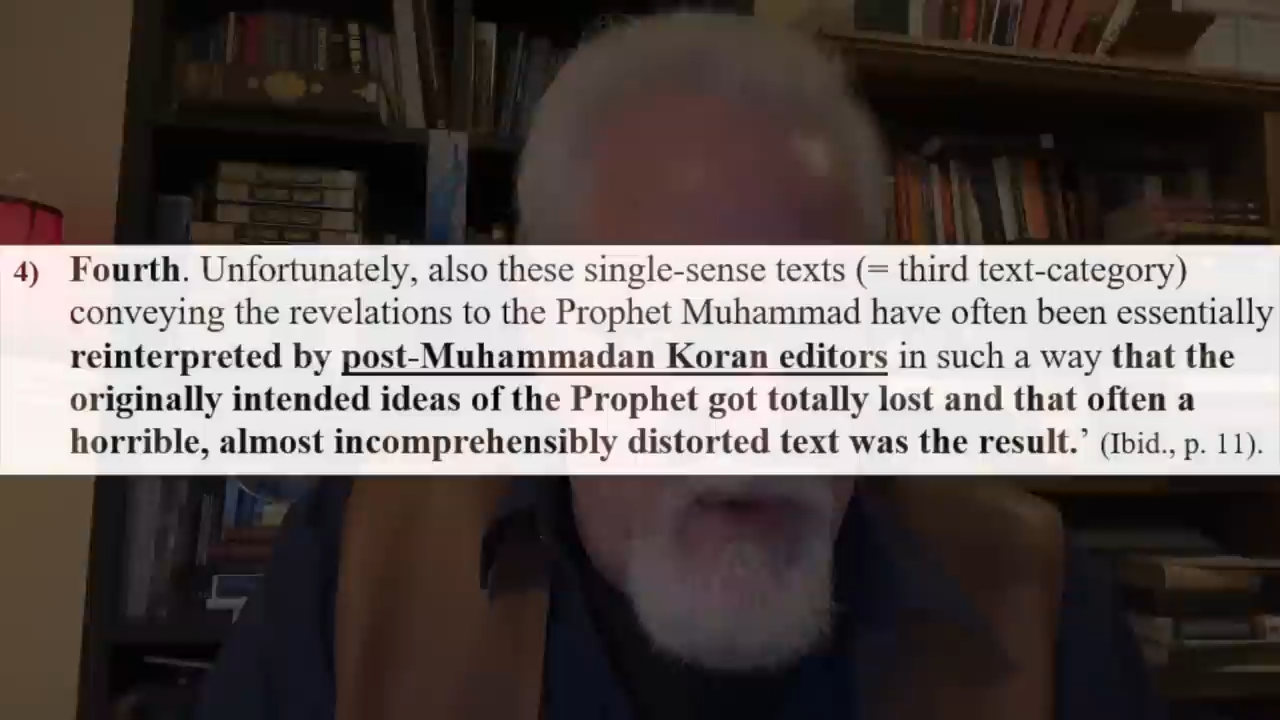 4) Fourth. Unfortunately, also these single-sense texts (= third text-category)
conveying the revelations to the Prophet Muhammad have often been essentially
reinterpreted by post-Muhammadan Koran editors in such a way that the
originally intended ideas of the Prophet got totally lost and that often a
horrible, almost incomprehensibly distorted text was the result.’ (Ibid., p. 11).